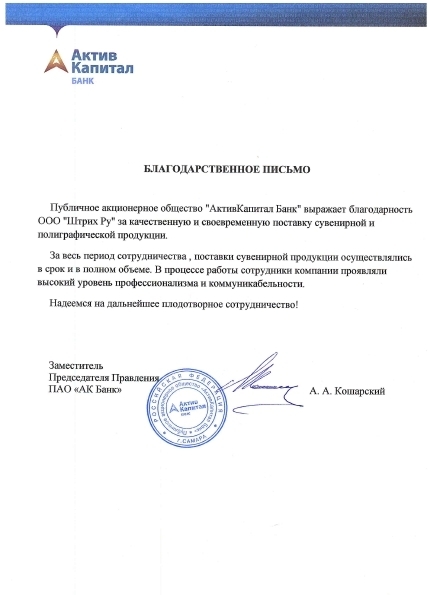 Актив
Капитал
БАНК
БЛАГОДАРСТВЕННОЕ ПИСЬМО
Публичное акционерное общество "АктивКапитал Банк" выражает благодарность
ООО "Штрих Ру" за качественную и своевременную поставку сувенирной и
полиграфической продукции.
За весь период сотрудничества , поставки сувенирной продукции осуществлялись
в срок и в полном объеме. В процессе работы сотрудники компании проявляли
высокий уровень профессионализма и коммуникабельности.
Надеемся на дальнейшее плодотворное сотрудничество!
Заместитель
Председателя Правления
ПАО «АК Банк»
А. А. Кошарский
РОССИЙСКАЯ ФЕДЕРАЦИЯ
Актив
Капитал
БАНК
г.САМАРА